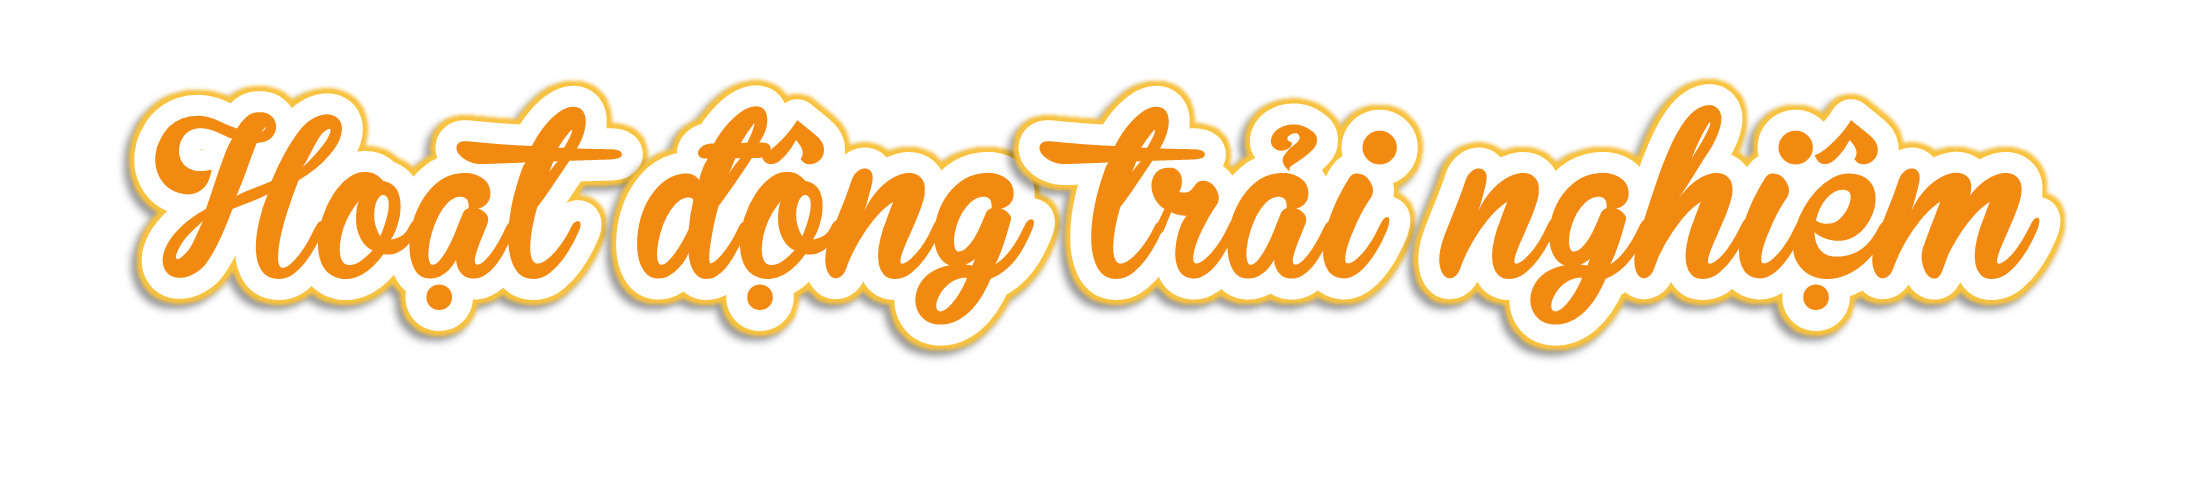 Hoạt động trải nghiệm